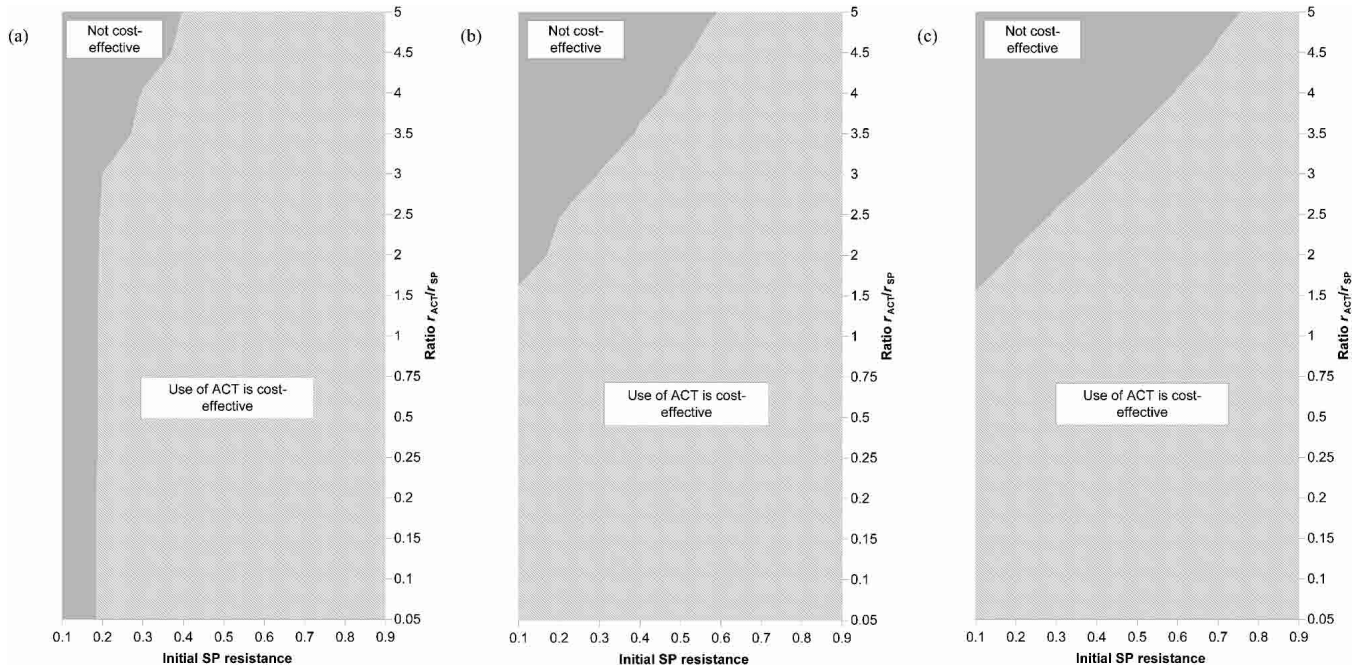 (a)
Not cost-
effective
Use of ACT is cost-
effective
5
4.5
4
3.5
3
2.5
2
1.5
1
0.75
0.5
0.25
0.2
0.15
0.1
0.05
Ratio rACT/rSP
0.1 0.2 0.3 0.4 0.5 0.6 0.7 0.8 0.9
Initial SP resistance
(b)
Not cost-
effective
Use of ACT is cost-
effective
5
4.5
4
3.5
3
2.5
2
1.5
1
0.75
0.5
0.25
0.2
0.15
0.1
0.05
Ratio rACT/rSP
0.1 0.2 0.3 0.4 0.5 0.6 0.7 0.8 0.9
Initial SP resistance
(c)
Not cost-
effective
Use of ACT is cost-
effective
5
4.5
4
3.5
3
2.5
2
1.5
1
0.75
0.5
0.25
0.2
0.15
0.1
0.05
Ratio rACT/rSP
0.1 0.2 0.3 0.4 0.5 0.6 0.7 0.8 0.9
Initial SP resistance